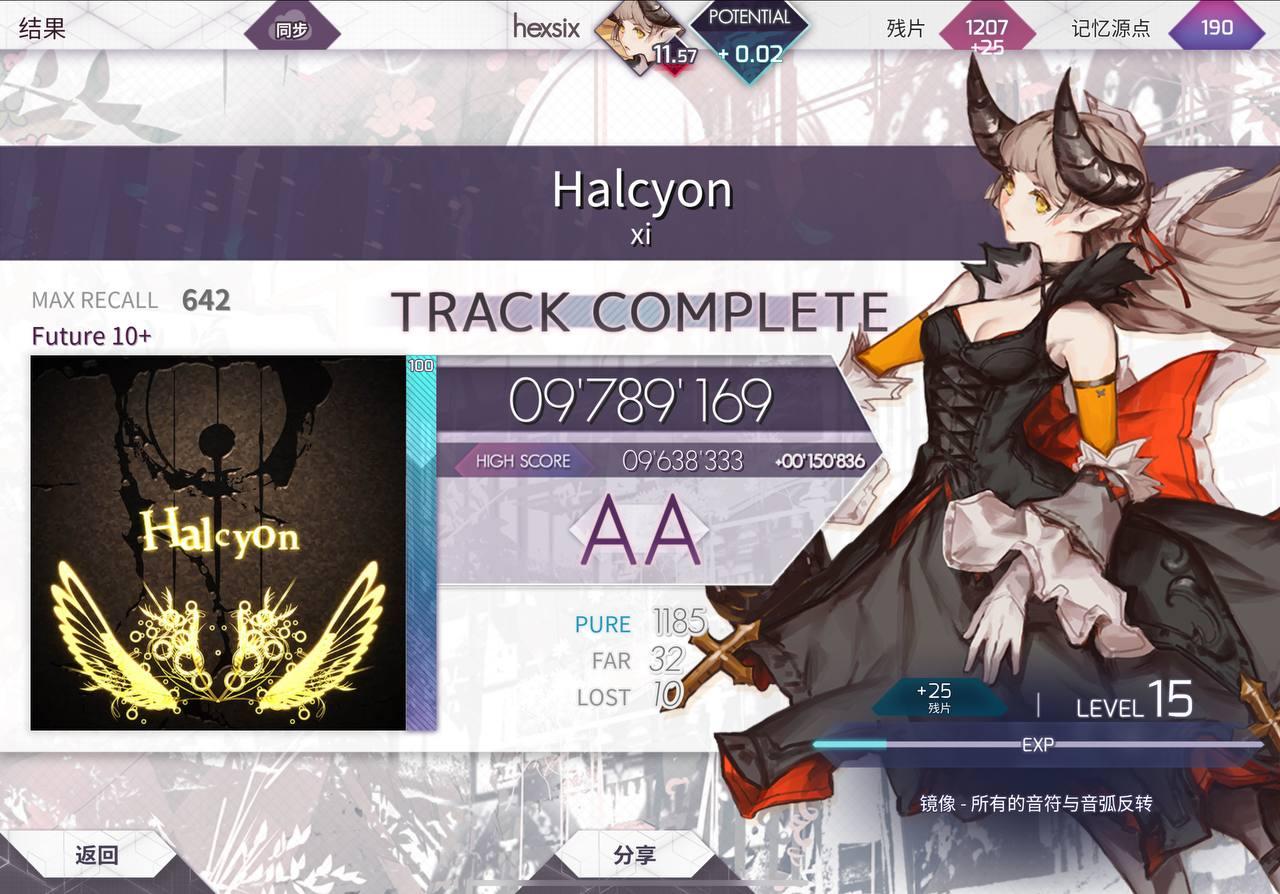 结果
同步
hexsix
11.57
POTENTIAL
+ 0.02
残片
1207
+25
记忆源点
190
Halcyon
xi
MAX RECALL 642
Future 10+
TRACK COMPLETE
100
Halcyon
09'789'169
HIGH SCORE 09'638'333 +00'150'836
AA
PURE 1185
FAR 32
LOST 10
+25
残片
LEVEL 15
EXP
镜像 - 所有的音符与音弧反转
返回
分享